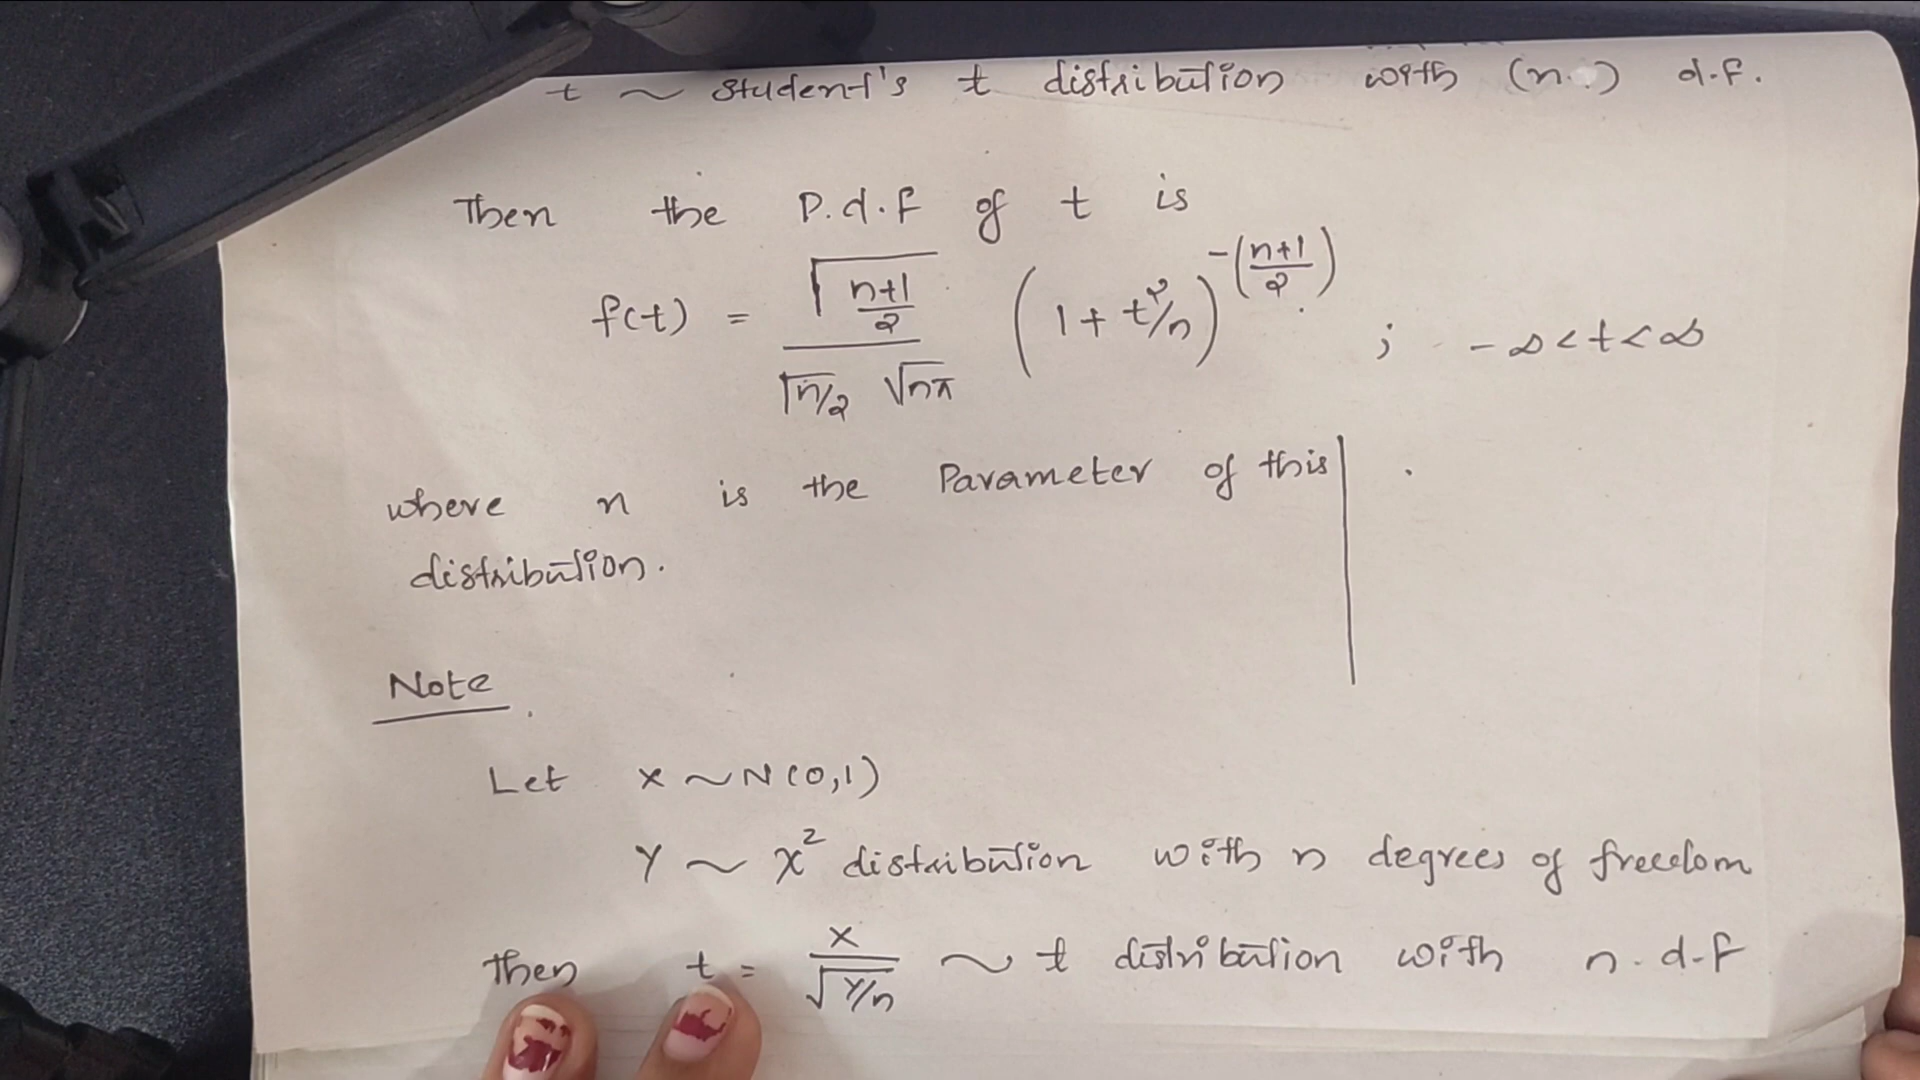 t ~ Student's t distribution with (n.) d.f.
Then the P.d.f of t is
f(t) = Γ(n+1)/2 / (Γn/2 √nπ) (1 + t²/n)^-((n+1)/2) ; -∞<t<∞
where n is the Parameter of this
distribution.
Note
Let x ~ N(0,1)
Y ~ χ² distribution with n degrees of freedom
then t = x/√(Y/n) ~ t distribution with n.d.f